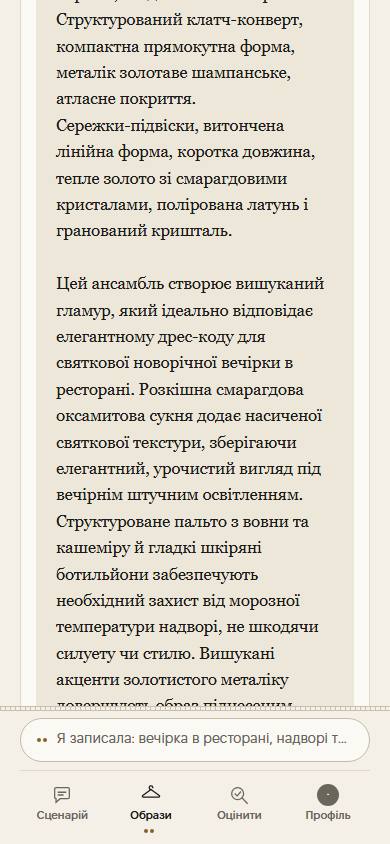 Структурований клатч-конверт,
компактна прямокутна форма,
металік золотаве шампанське,
атласне покриття.
Сережки-підвіски, витончена
лінійна форма, коротка довжина,
тепле золото зі смарагдовими
кристалами, полірована латунь і
гранований кришталь.
Цей ансамбль створює вишуканий
гламур, який ідеально відповідає
елегантному дрес-коду для
святкової новорічної вечірки в
ресторані. Розкішна смарагдова
оксамитова сукня додає насиченої
святкової текстури, зберігаючи
елегантний, урочистий вигляд під
вечірнім штучним освітленням.
Структуроване пальто з вовни та
кашеміру й гладкі шкіряні
ботильйони забезпечують
необхідний захист від морозної
температури надворі, не шкодячи
силуету чи стилю. Вишукані
акценти золотистого металіку
довершують образ піднесеним
Я записала: вечірка в ресторані, надворі т...
Сценарій
Образи
Оцінити
Профіль